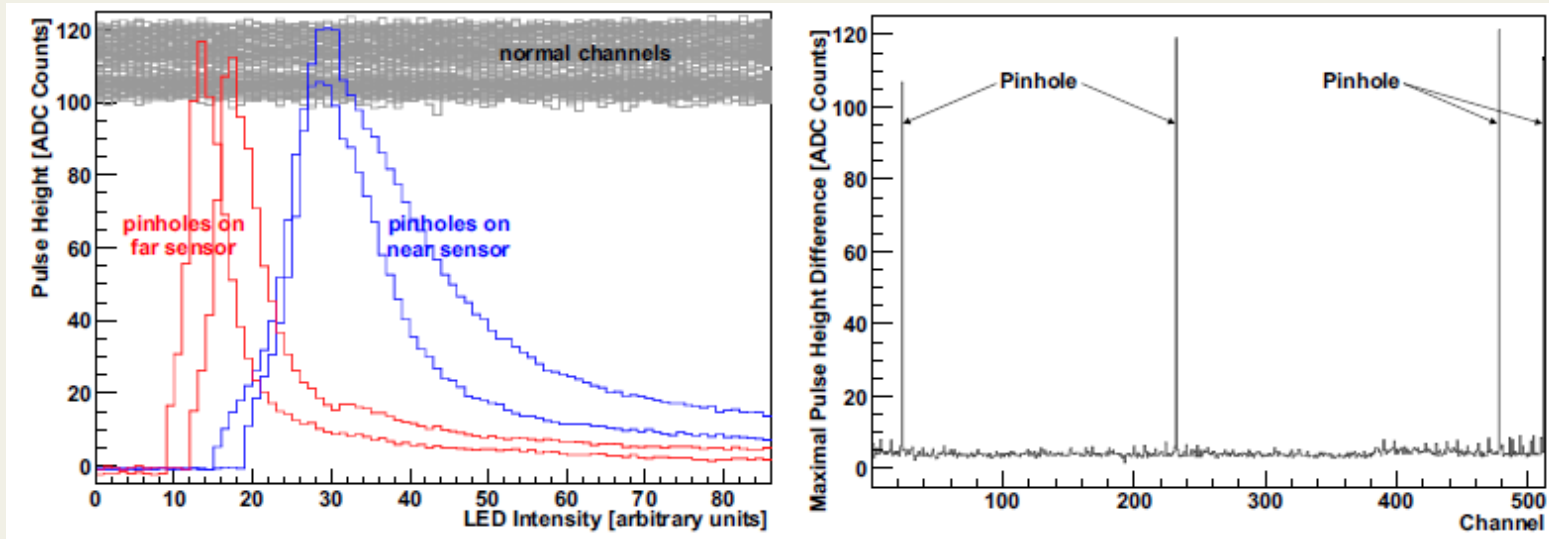 Pulse Height [ADC Counts]
120
100
80
60
40
20
0
normal channels
pinholes on
far sensor
pinholes on
near sensor
0 10 20 30 40 50 60 70 80
LED Intensity [arbitrary units]
Maximal Pulse Height Difference [ADC Counts]
120
100
80
60
40
20
0
Pinhole
Pinhole
100 200 300 400 500
Channel